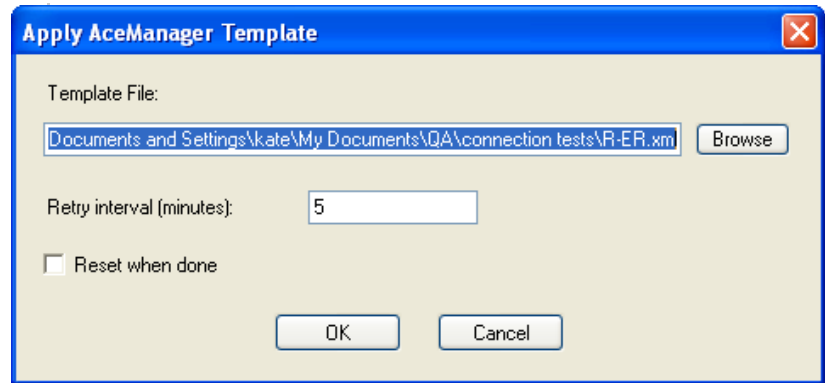 Apply AceManager Template
Template File:
Documents and Settings\kate\My Documents\QA\connection tests\R-ER.xml
Browse
Retry interval (minutes):
5
Reset when done
OK
Cancel